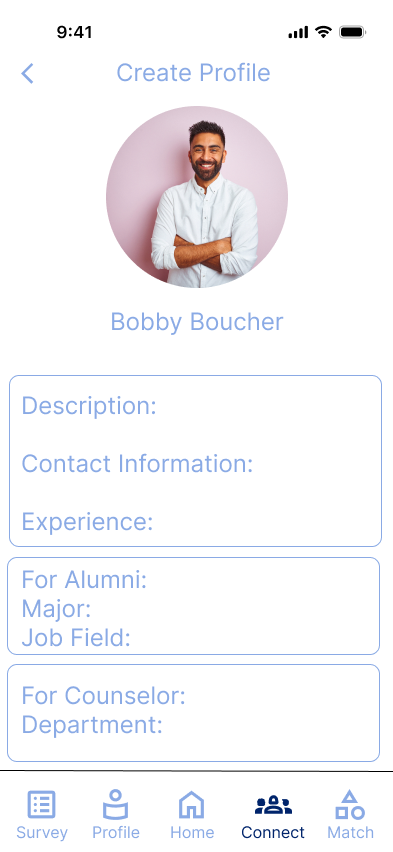 9:41
Create Profile
Bobby Boucher
Description:
Contact Information:
Experience:
For Alumni:
Major:
Job Field:
For Counselor:
Department:
Survey Profile Home Connect Match